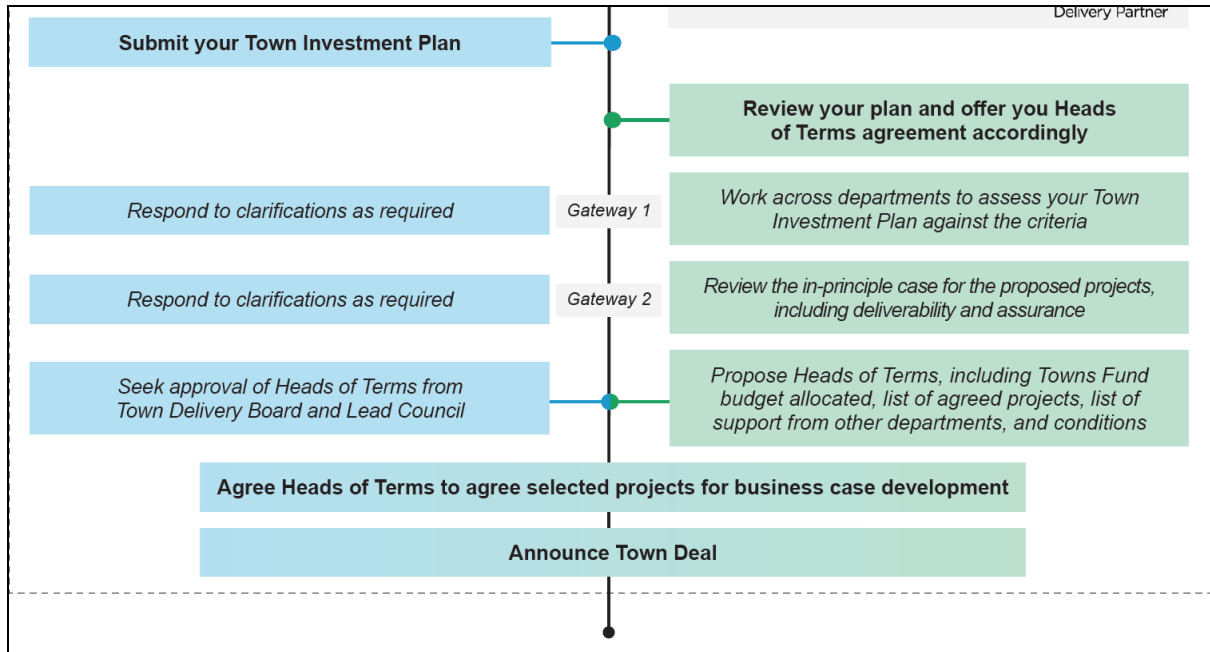 Delivery Partner
Submit your Town Investment Plan
Review your plan and offer you Heads
of Terms agreement accordingly
Respond to clarifications as required
Gateway 1
Work across departments to assess your Town
Investment Plan against the criteria
Respond to clarifications as required
Gateway 2
Review the in-principle case for the proposed projects,
including deliverability and assurance
Seek approval of Heads of Terms from
Town Delivery Board and Lead Council
Propose Heads of Terms, including Towns Fund
budget allocated, list of agreed projects, list of
support from other departments, and conditions
Agree Heads of Terms to agree selected projects for business case development
Announce Town Deal